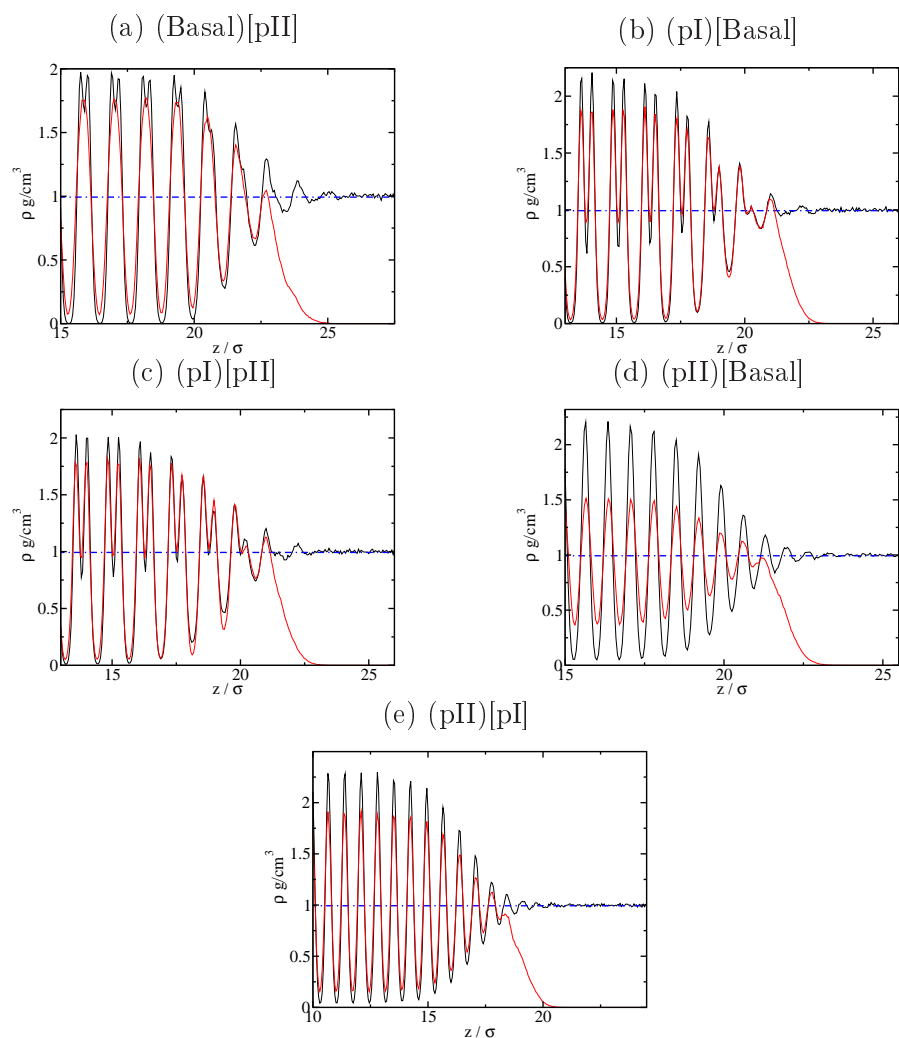 (a) (Basal)[pII]
(b) (pI)[Basal]
2
1.5
1
0.5
0
ρ g/cm³
15
20
25
z / σ
2
1.5
1
0.5
0
ρ g/cm³
15
20
25
z / σ
(c) (pI)[pII]
(d) (pII)[Basal]
2
1.5
1
0.5
0
ρ g/cm³
15
20
25
z / σ
2
1.5
1
0.5
0
ρ g/cm³
15
20
25
z / σ
(e) (pII)[pI]
2
1.5
1
0.5
0
ρ g/cm³
10
15
20
z / σ